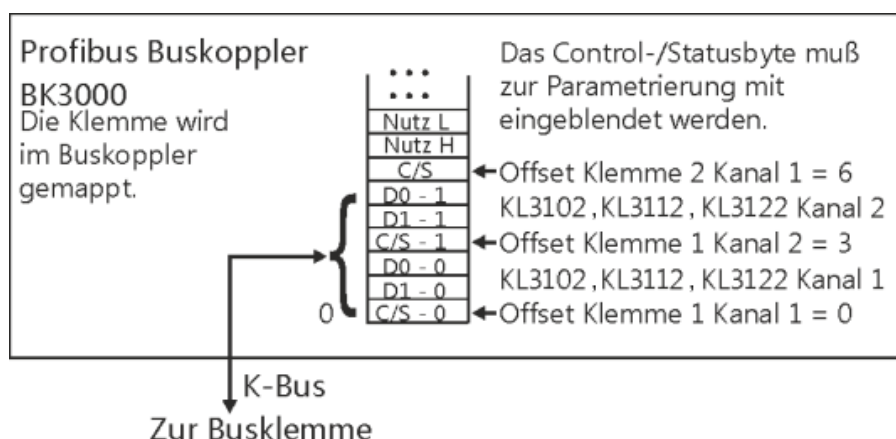 Profibus Buskoppler
BK3000
Die Klemme wird
im Buskoppler
gemappt.
Das Control-/Statusbyte muß
zur Parametrierung mit
eingeblendet werden.
Nutz L
Nutz H
C/S
Offset Klemme 2 Kanal 1 = 6
D0 - 1
KL3102,KL3112, KL3122 Kanal 2
D1 - 1
C/S - 1
Offset Klemme 1 Kanal 2 = 3
D0 - 0
KL3102,KL3112, KL3122 Kanal 1
D1 - 0
0
C/S - 0
Offset Klemme 1 Kanal 1 = 0
K-Bus
Zur Busklemme